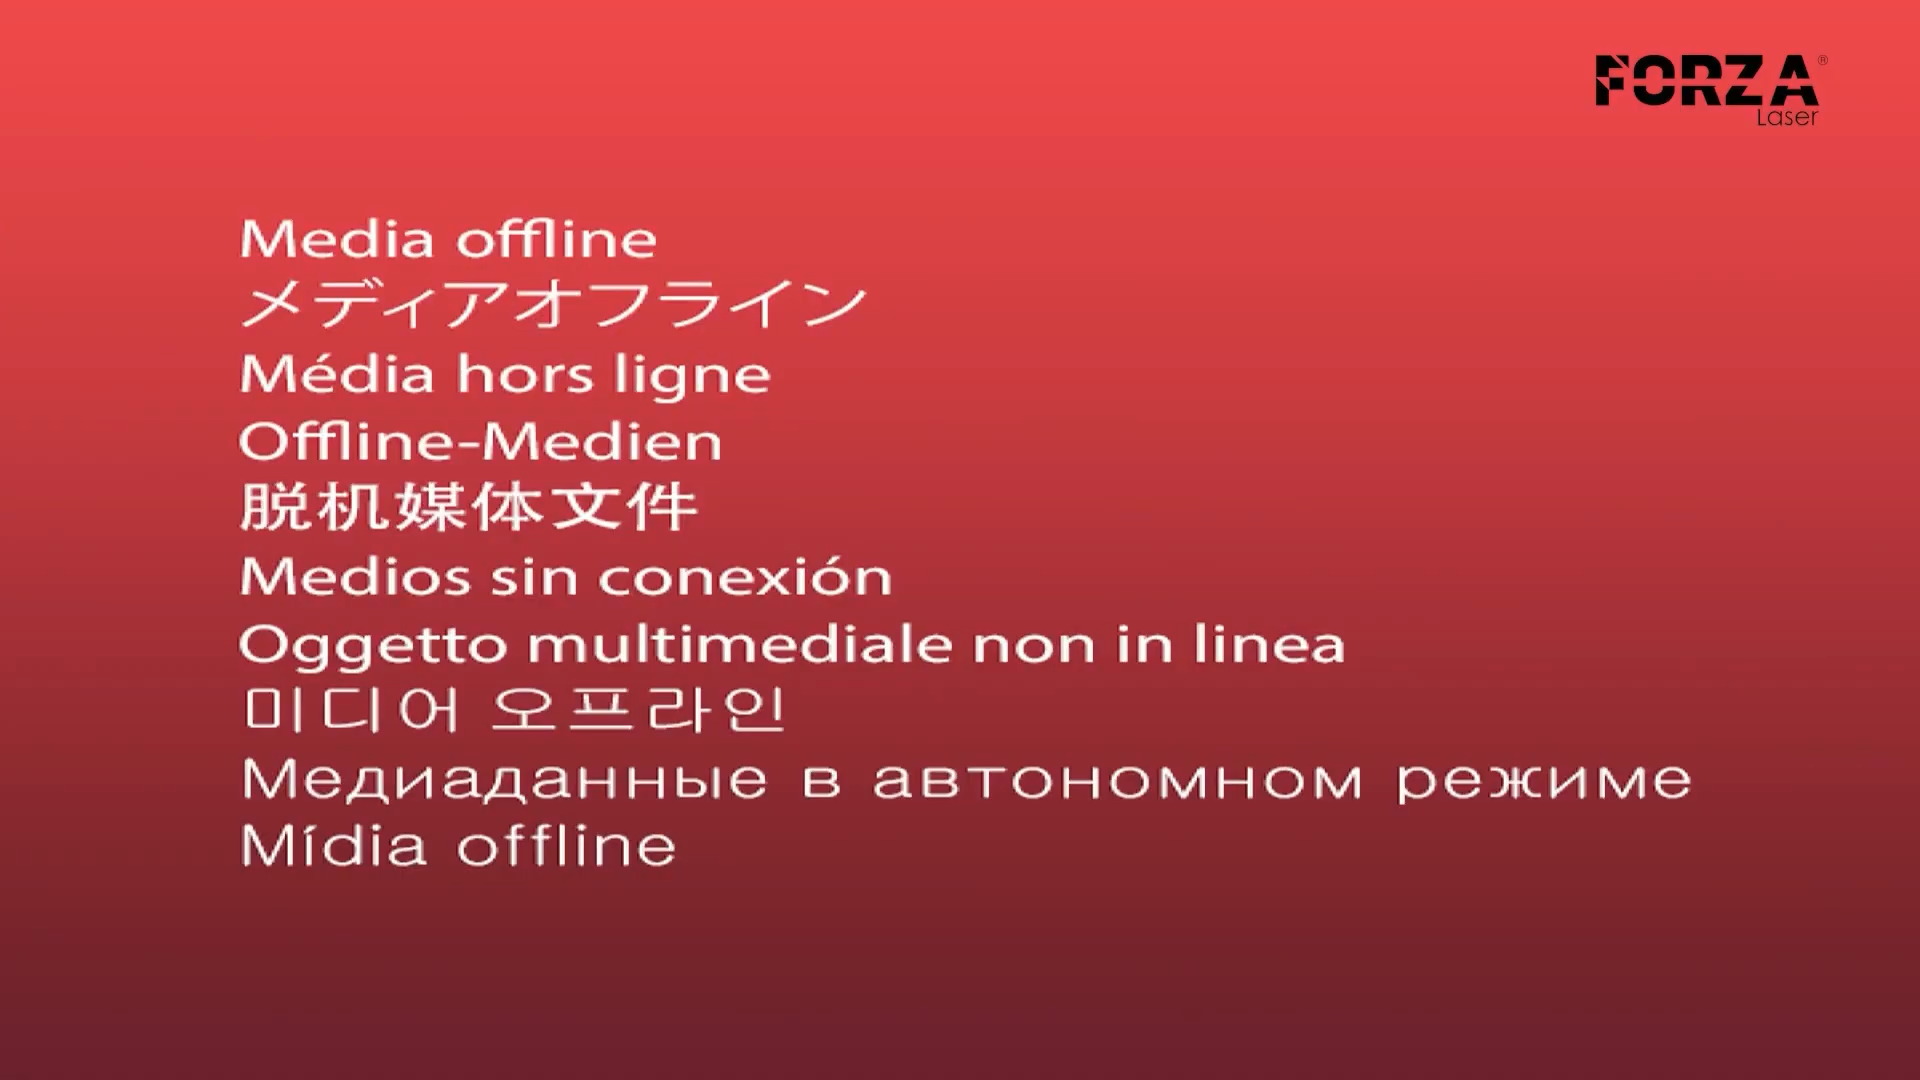 FORZA®
Laser
Media offline
メディアオフライン
Média hors ligne
Offline-Medien
脱机媒体文件
Medios sin conexión
Oggetto multimediale non in linea
미디어 오프라인
Медиаданные в автономном режиме
Mídia offline